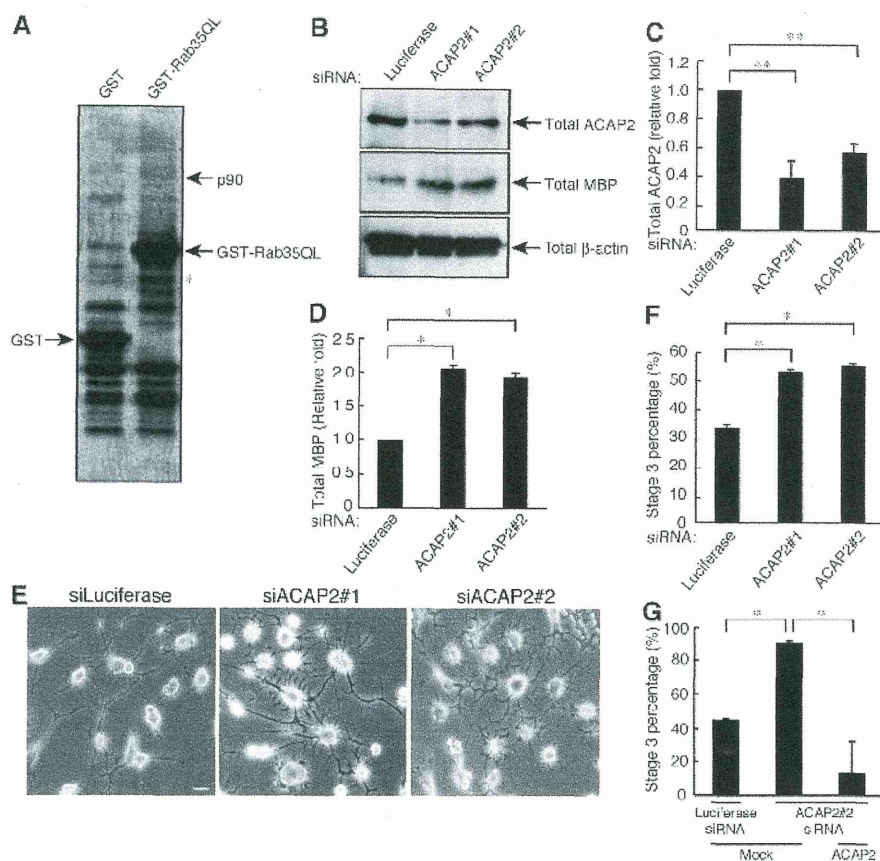 A
GST
GST-Rab35QL
p90
GST-Rab35QL
*
GST
B
siRNA:
Luciferase
ACAP2#1
ACAP2#2
Total ACAP2
Total MBP
Total β-actin
C
Total ACAP2 (relative fold)
1.0
0.8
0.6
0.4
0.2
0
**
**
siRNA:
Luciferase
ACAP2#1
ACAP2#2
D
Total MBP (Relative fold)
2.5
2.0
1.5
1.0
0.5
0
*
*
siRNA:
Luciferase
ACAP2#1
ACAP2#2
F
Stage 3 percentage (%)
60
50
40
30
20
10
0
*
*
siRNA:
Luciferase
ACAP2#1
ACAP2#2
E
siLuciferase
siACAP2#1
siACAP2#2
G
Stage 3 percentage (%)
100
80
60
40
20
0
*
*
Luciferase
siRNA
ACAP2#2
siRNA
Mock
ACAP2